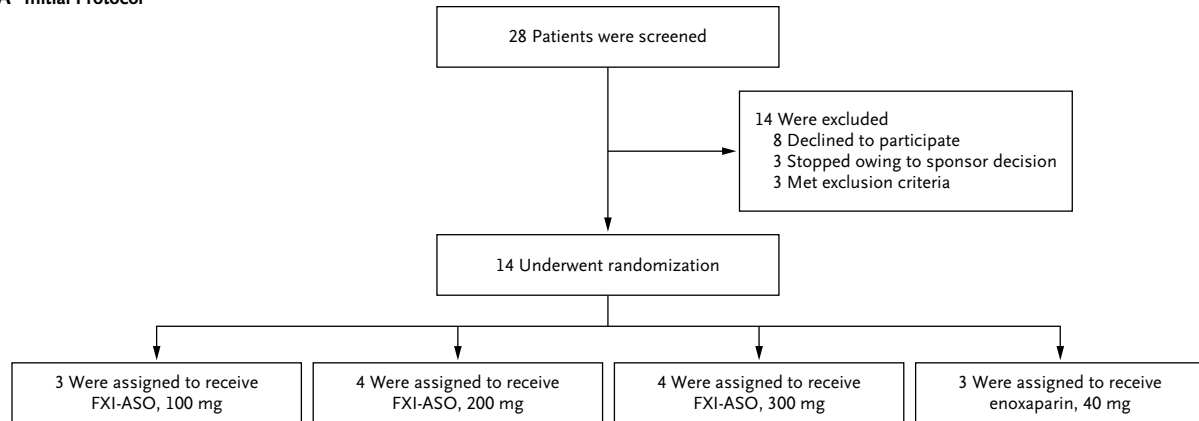 A Initial Protocol
28 Patients were screened
14 Were excluded
8 Declined to participate
3 Stopped owing to sponsor decision
3 Met exclusion criteria
14 Underwent randomization
3 Were assigned to receive
FXI-ASO, 100 mg
4 Were assigned to receive
FXI-ASO, 200 mg
4 Were assigned to receive
FXI-ASO, 300 mg
3 Were assigned to receive
enoxaparin, 40 mg